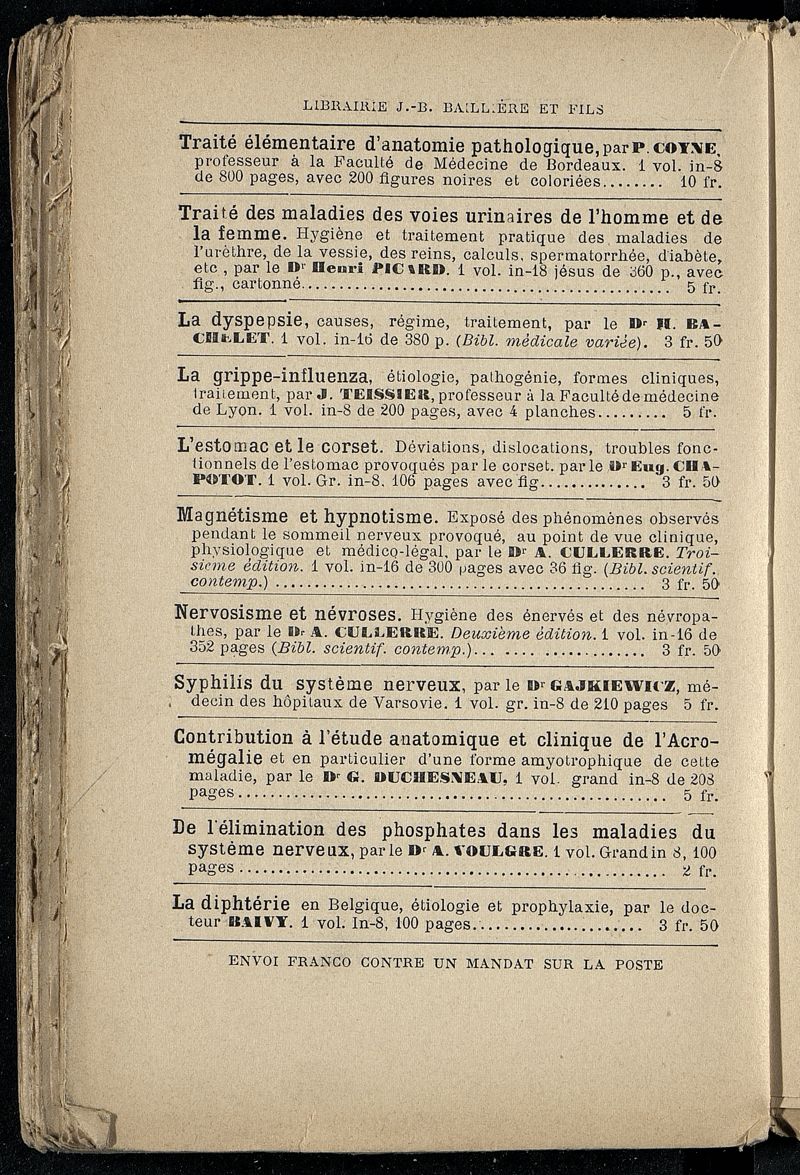 LIBRAIRIE J.-B. BAILLIÈRE ET FILS
Traité élémentaire d'anatomie pathologique, par P. COYNE,
professeur à la Faculté de Médecine de Bordeaux. 1 vol. in-8
de 800 pages, avec 200 figures noires et coloriées........ 10 fr.
Traité des maladies des voies urinaires de l'homme et de
la femme. Hygiène et traitement pratique des maladies de
l'urèthre, de la vessie, des reins, calculs, spermatorrhée, diabète,
etc , par le Dr Henri PICARD. 1 vol. in-18 jésus de 360 p., avec
fig., cartonné.............................................. 5 fr.
La dyspepsie, causes, régime, traitement, par le Dr H. BA-
CHELET. 1 vol. in-16 de 380 p. (Bibl. médicale variée). 3 fr. 50
La grippe-influenza, étiologie, pathogénie, formes cliniques,
traitement, par J. TEISSIER, professeur à la Faculté de médecine
de Lyon. 1 vol. in-8 de 200 pages, avec 4 planches......... 5 fr.
L'estomac et le corset. Déviations, dislocations, troubles fonc-
tionnels de l'estomac provoqués par le corset. par le Dr Eug. CHA-
POTOT. 1 vol. Gr. in-8, 106 pages avec fig.............. 3 fr. 50
Magnétisme et hypnotisme. Exposé des phénomènes observés
pendant le sommeil nerveux provoqué, au point de vue clinique,
physiologique et médico-légal, par le Dr A. CULLERRE. Troi-
sième édition. 1 vol. in-16 de 300 pages avec 36 fig. (Bibl. scientif.
contemp.) ................................................ 3 fr. 50
Nervosisme et névroses. Hygiène des énervés et des névropa-
thes, par le Dr A. CULLERRE. Deuxième édition. 1 vol. in-16 de
352 pages (Bibl. scientif. contemp.)... .................... 3 fr. 50
Syphilis du système nerveux, par le Dr GAJKIEWICZ, mé-
decin des hôpitaux de Varsovie. 1 vol. gr. in-8 de 210 pages 5 fr.
Contribution à l'étude anatomique et clinique de l'Acro-
mégalie et en particulier d'une forme amyotrophique de cette
maladie, par le Dr G. DUCHESNEAU, 1 vol. grand in-8 de 208
pages..................................................... 5 fr.
De l'élimination des phosphates dans les maladies du
système nerveux, par le Dr A. VOULGRE. 1 vol. Grand in 8, 100
pages..................................................... 2 fr.
La diphtérie en Belgique, étiologie et prophylaxie, par le doc-
teur BAIVY. 1 vol. In-8, 100 pages...................... 3 fr. 50
ENVOI FRANCO CONTRE UN MANDAT SUR LA POSTE